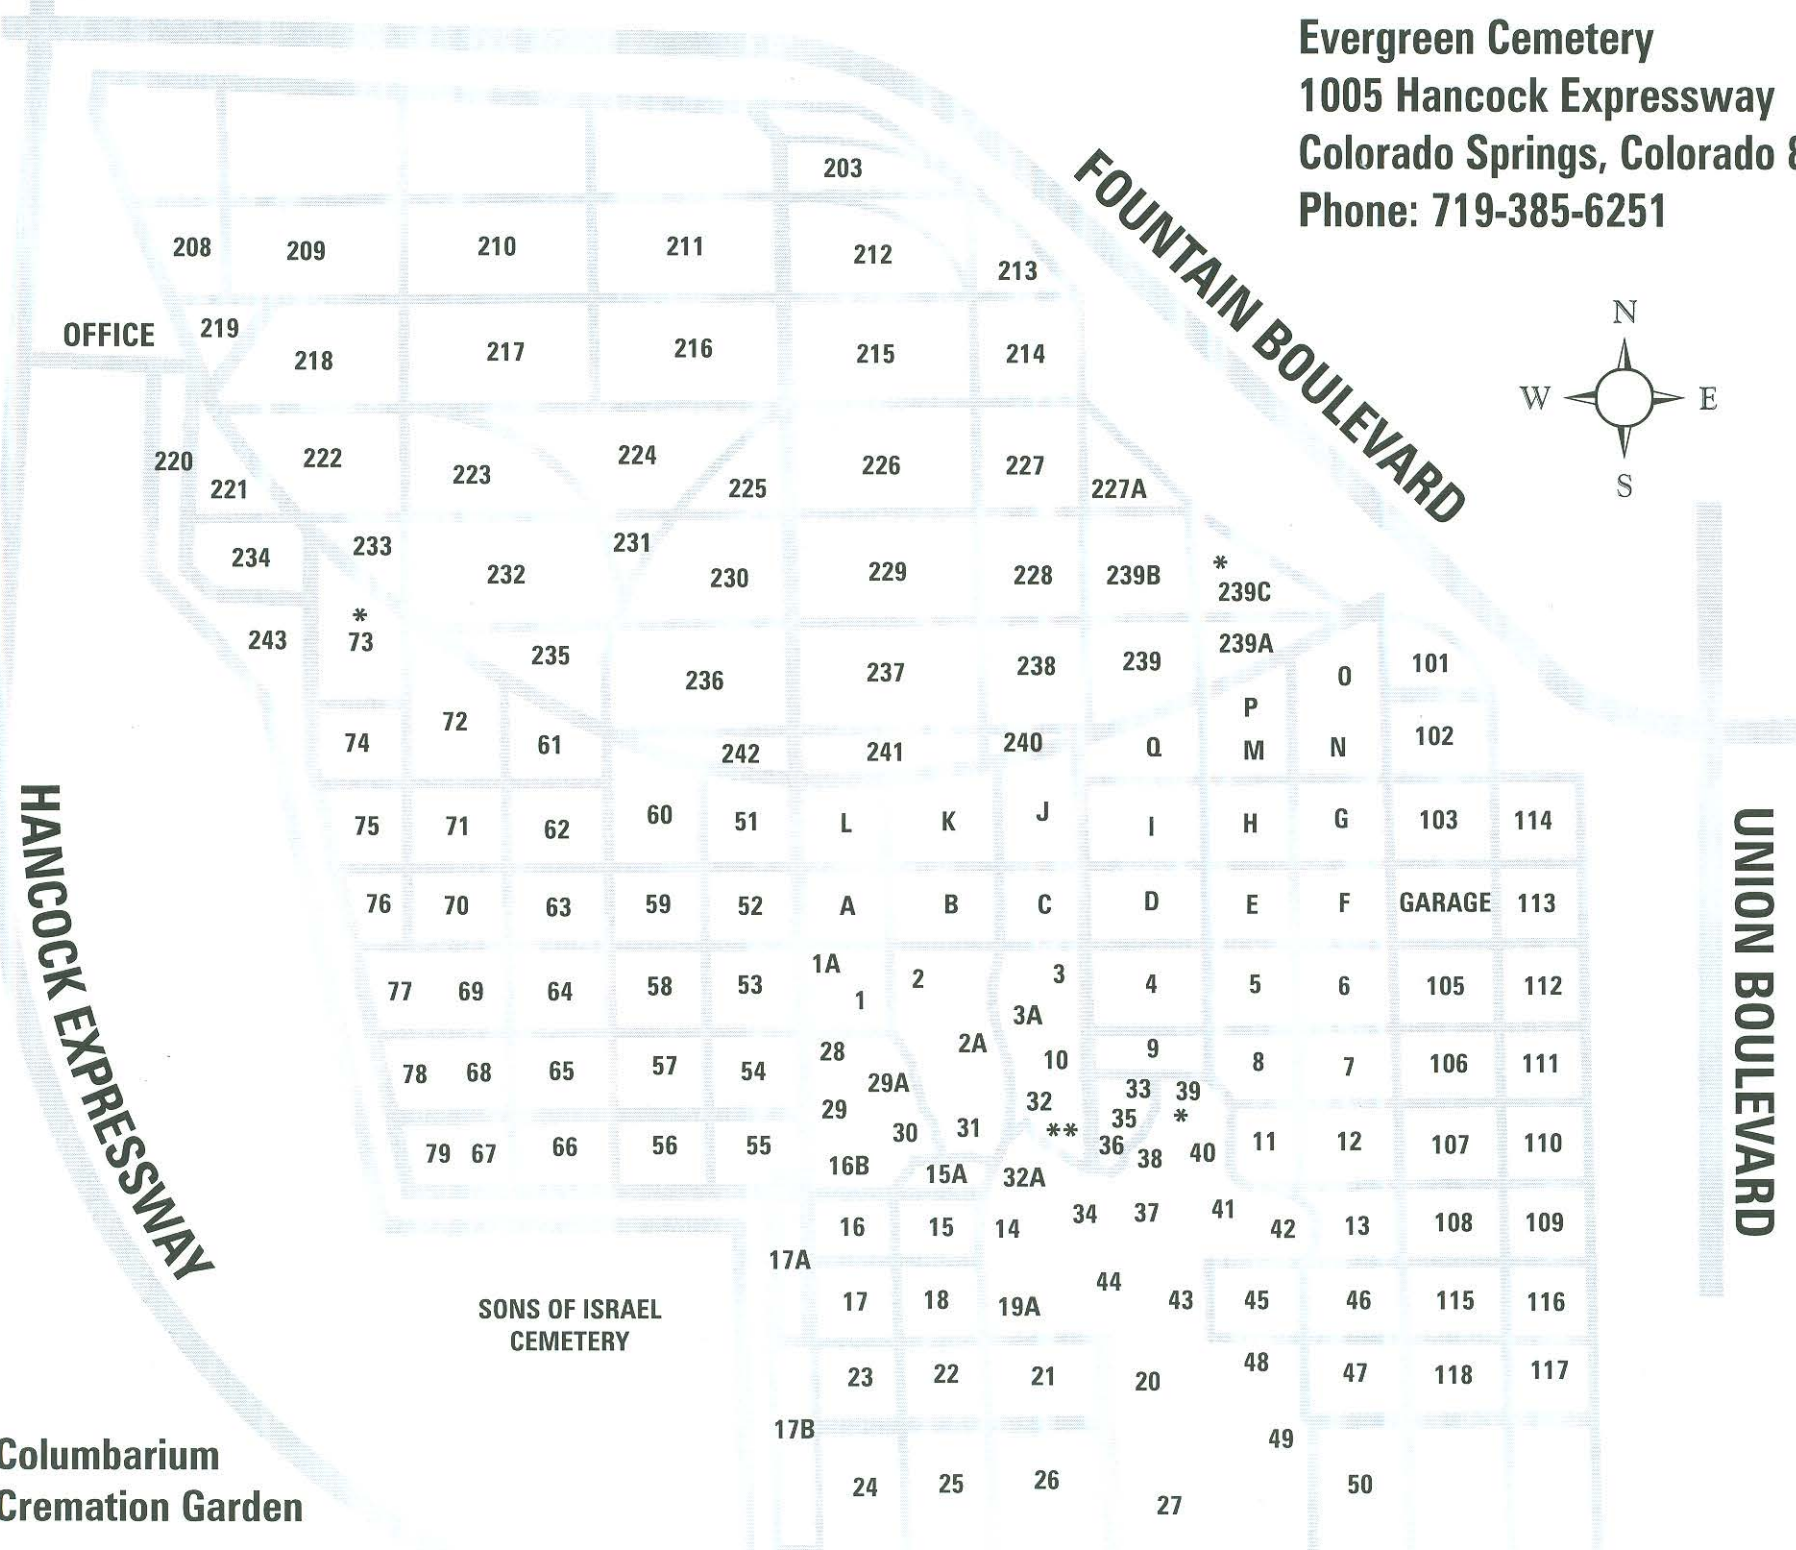 Evergreen Cemetery
1005 Hancock Expressway
Colorado Springs, Colorado 8
Phone: 719-385-6251
FOUNTAIN BOULEVARD
N
W E
S
203
208 209 210 211 212 213
OFFICE 219 218 217 216 215 214
220 221 222 223 224 225 226 227 227A
234 233 232 231 230 229 228 239B * 239C
243 * 73 235 236 237 238 239 239A O 101
74 72 61 242 241 240 Q P M N 102
75 71 62 60 51 L K J I H G 103 114
76 70 63 59 52 A B C D E F GARAGE 113
77 69 64 58 53 1A 1 2 3 3A 4 5 6 105 112
78 68 65 57 54 28 29A 2A 10 9 8 7 106 111
29 32 33 39
35 *
79 67 66 56 55 30 31 ** 36 38 40 11 12 107 110
16B 15A 32A
16 15 14 34 37 41 42 13 108 109
17A
17 18 19A 44 43 45 46 115 116
SONS OF ISRAEL
CEMETERY
23 22 21 20 48 47 118 117
17B 49
24 25 26 27 50
HANCOCK EXPRESSWAY
UNION BOULEVARD
Columbarium
Cremation Garden